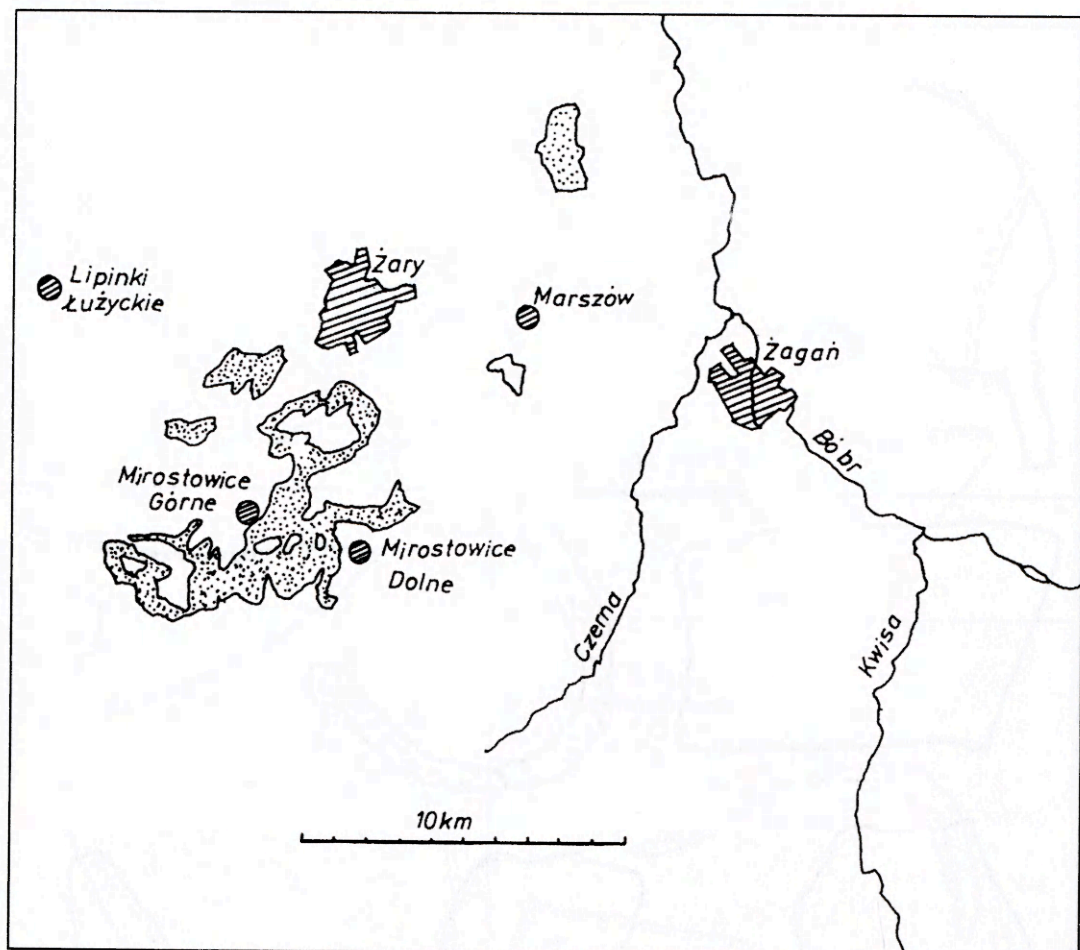 Żary
Lipinki
Łużyckie
Marszów
Żagań
Bóbr
Mirostowice
Górne
Mirostowice
Dolne
Czerna
Kwisa
10km